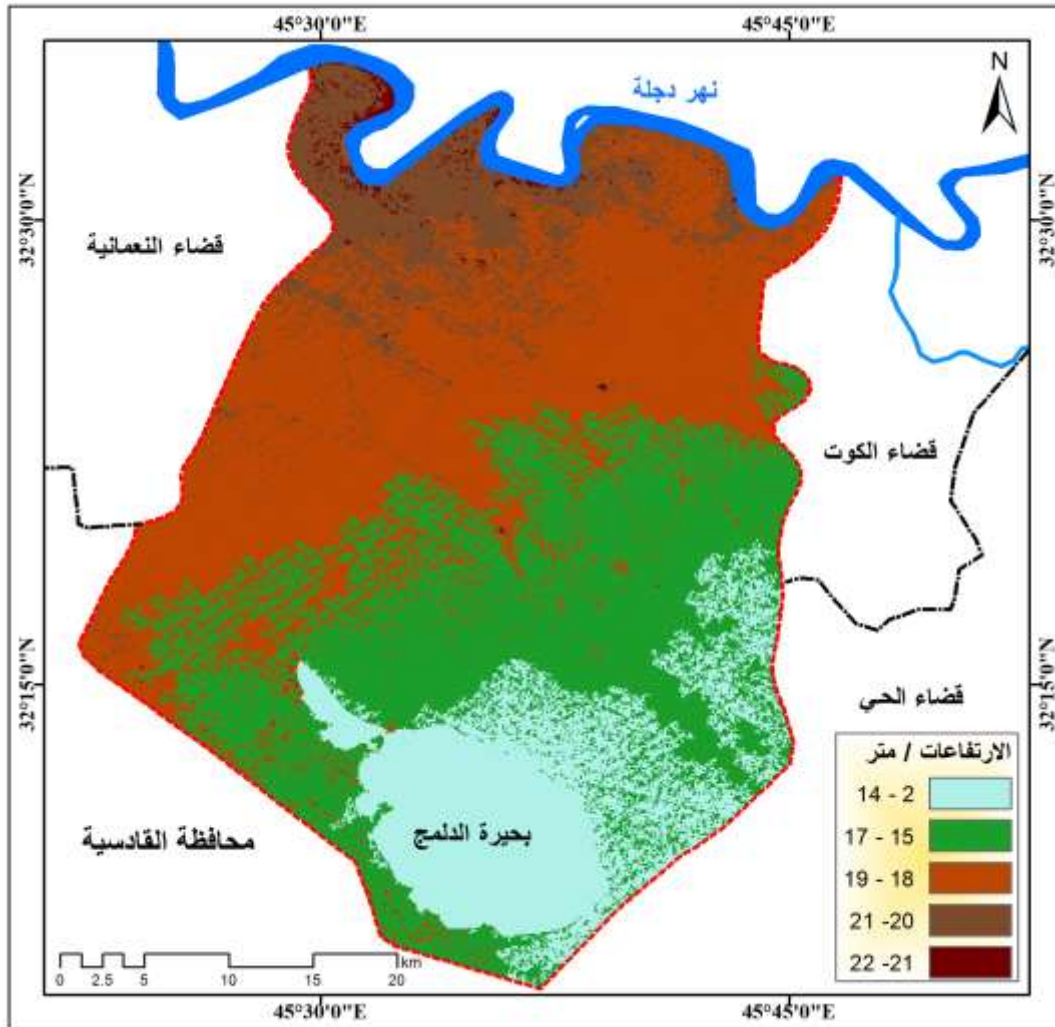 45°30'0"E
45°45'0"E
N
نهر دجلة
32°30'0"N
32°30'0"N
قضاء النعمانية
قضاء الكوت
32°15'0"N
32°15'0"N
قضاء الحي
محافظة القادسية
بحيرة الدلمج
الارتفاعات / متر
14 - 2
17 - 15
19 - 18
21 -20
22 -21
0 2.5 5 10 15 20 km
45°30'0"E
45°45'0"E